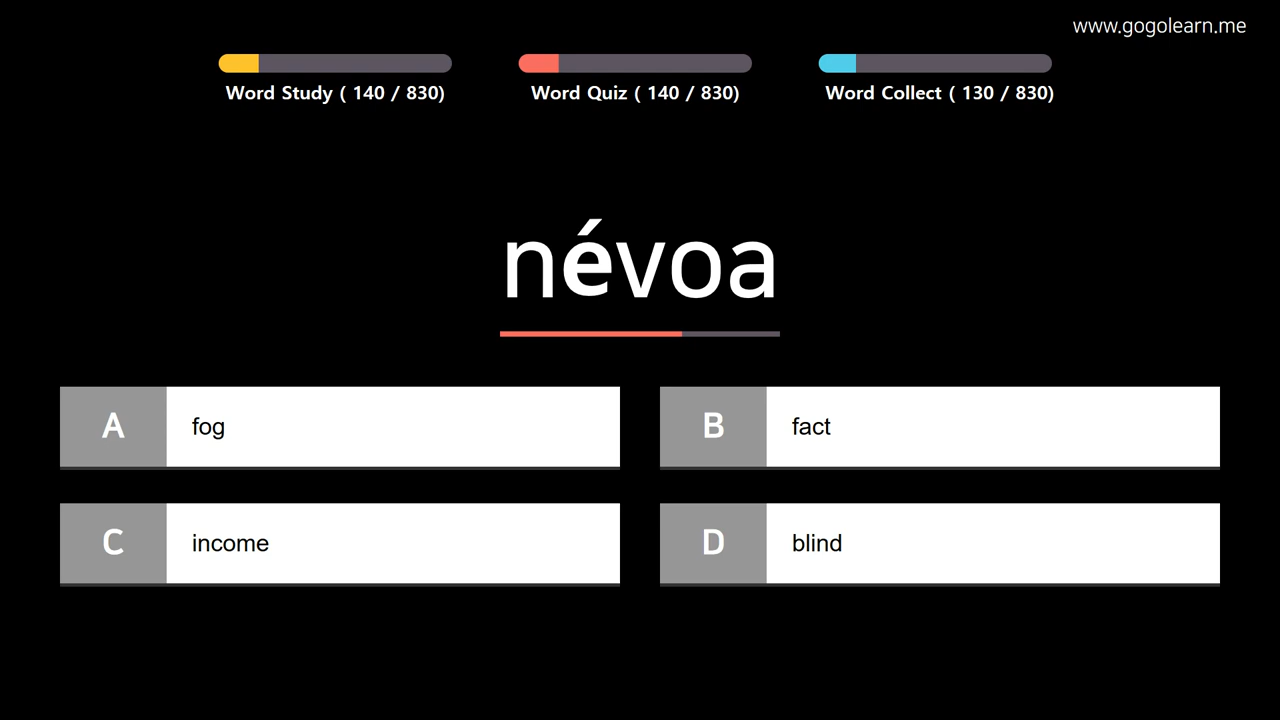 www.gogolearn.me
Word Study ( 140 / 830)
Word Quiz ( 140 / 830)
Word Collect ( 130 / 830)
névoa
A fog
B fact
C income
D blind